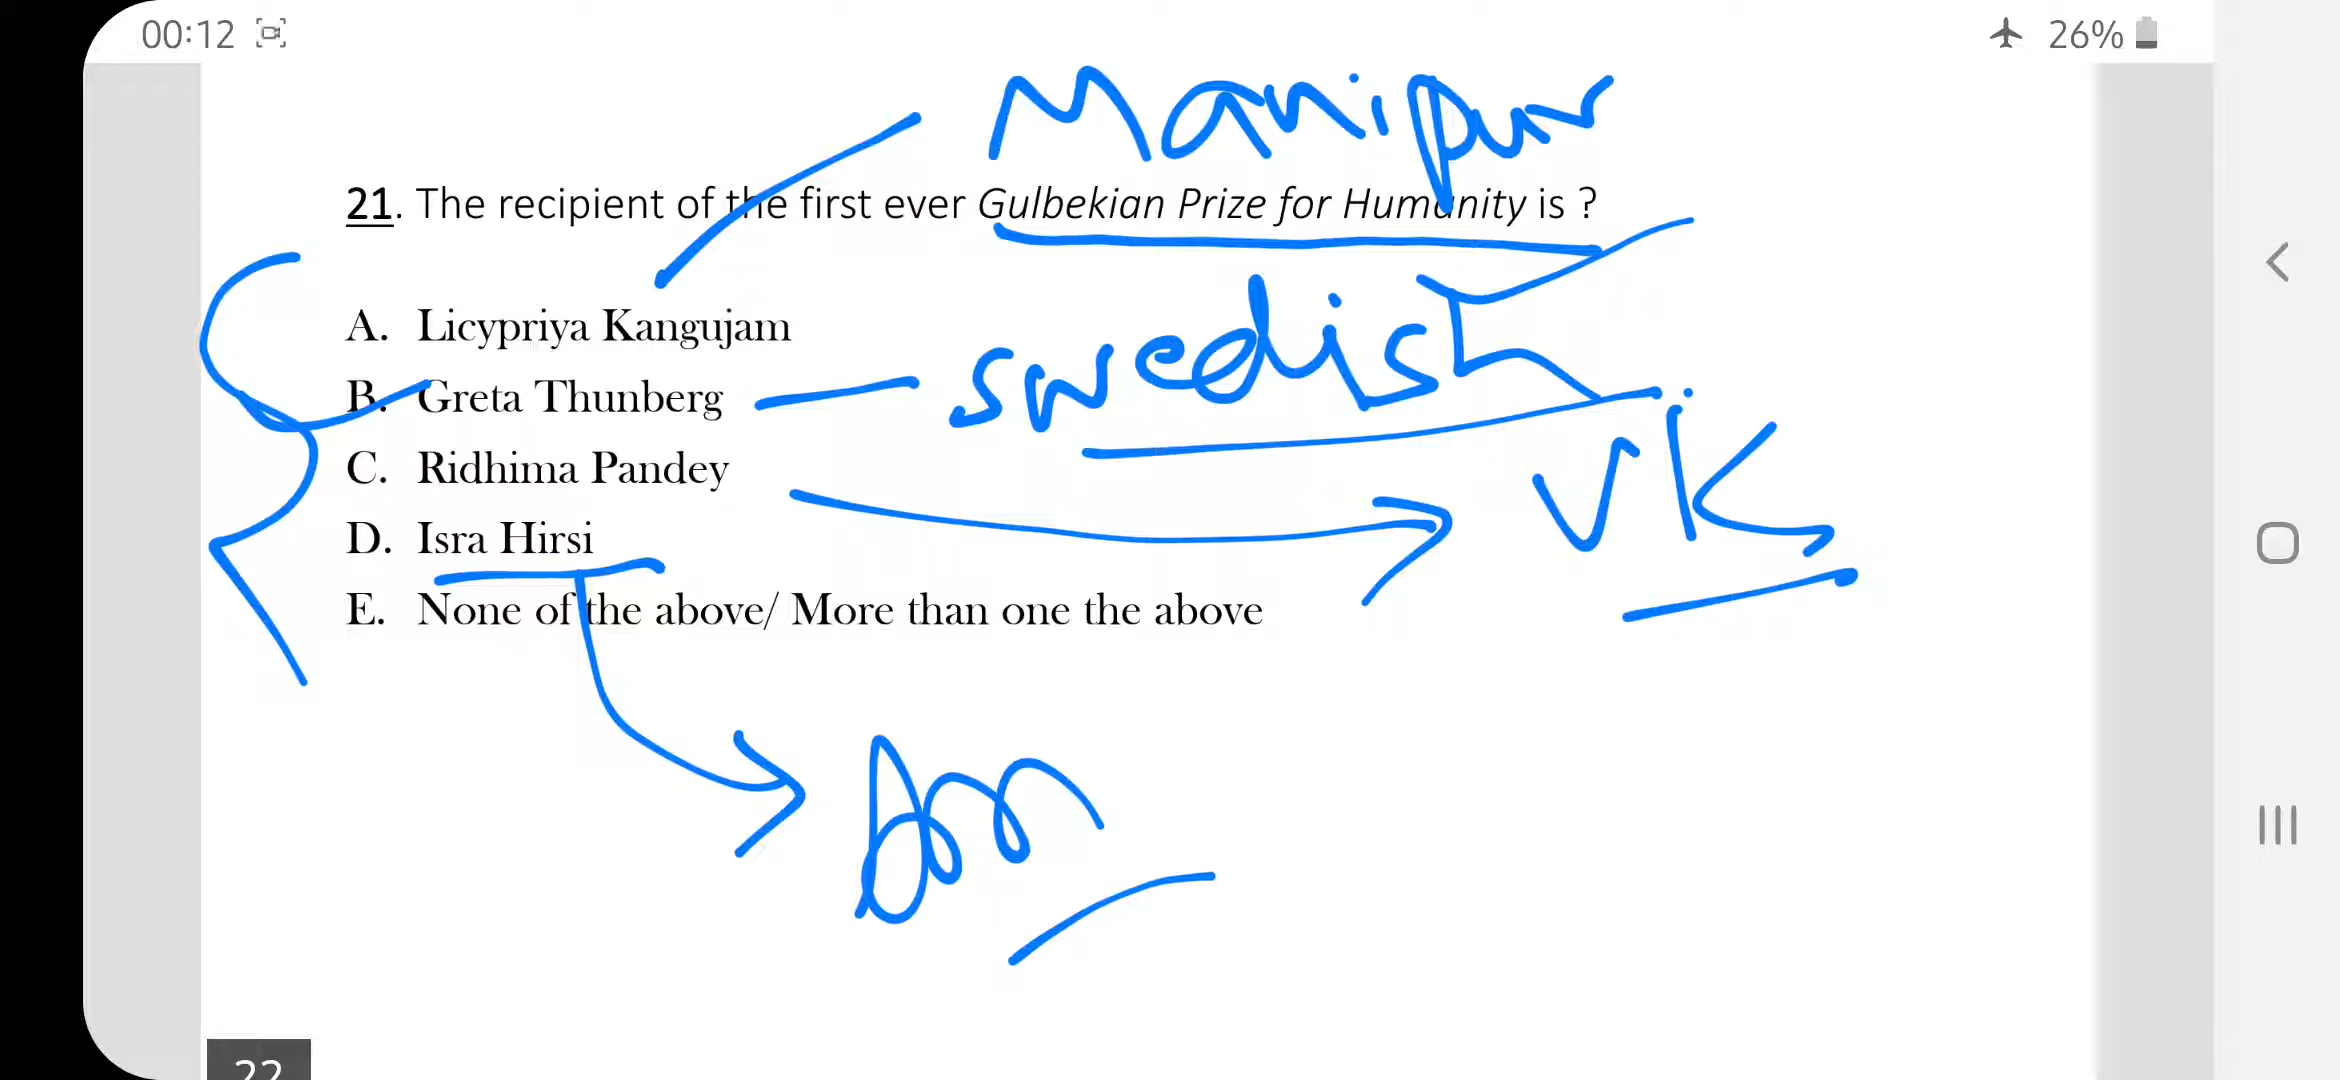 00:12 26%
Manipur
21. The recipient of the first ever Gulbekian Prize for Humanity is ?
A. Licypriya Kangujam
swedish
B. Greta Thunberg
C. Ridhima Pandey
UK
D. Isra Hirsi
E. None of the above/ More than one the above
22